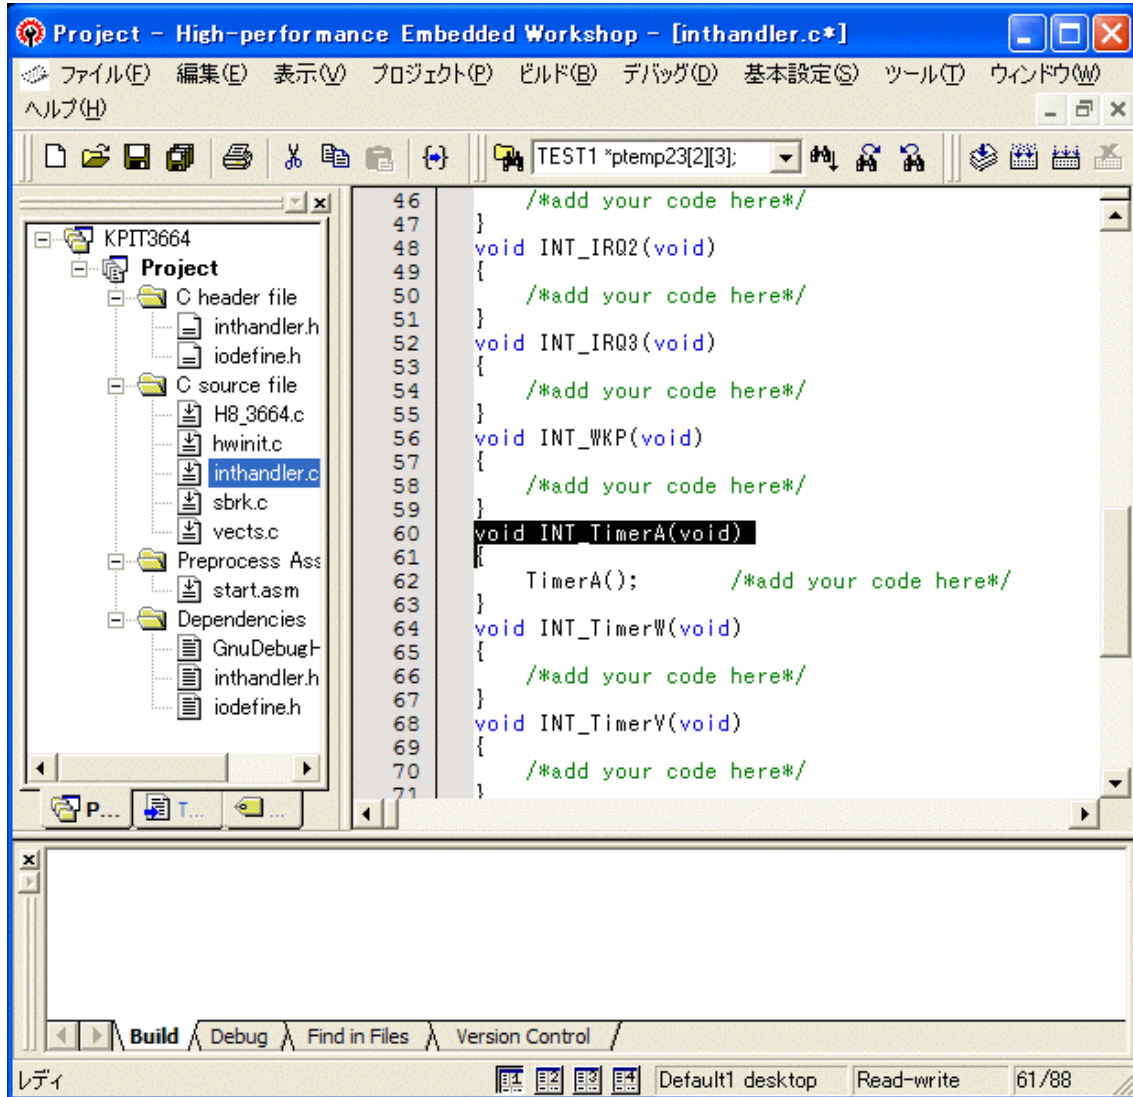 Project - High-performance Embedded Workshop - [inthandler.c*]
ファイル(F) 編集(E) 表示(V) プロジェクト(P) ビルド(B) デバッグ(D) 基本設定(S) ツール(T) ウィンドウ(W)
ヘルプ(H)
TEST1 *ptemp23[2][3];
KPIT3664
Project
C header file
inthandler.h
iodefine.h
C source file
H8_3664.c
hwinit.c
inthandler.c
sbrk.c
vects.c
Preprocess Ass
start.asm
Dependencies
GnuDebugH
inthandler.h
iodefine.h
P... T... ...
46 /*add your code here*/
47 }
48 void INT_IRQ2(void)
49 {
50 /*add your code here*/
51 }
52 void INT_IRQ3(void)
53 {
54 /*add your code here*/
55 }
56 void INT_WKP(void)
57 {
58 /*add your code here*/
59 }
60 void INT_TimerA(void)
61 {
62 TimerA(); /*add your code here*/
63 }
64 void INT_TimerW(void)
65 {
66 /*add your code here*/
67 }
68 void INT_TimerV(void)
69 {
70 /*add your code here*/
71 }
Build Debug Find in Files Version Control
レディ 1 2 3 4 Default1 desktop Read-write 61/88